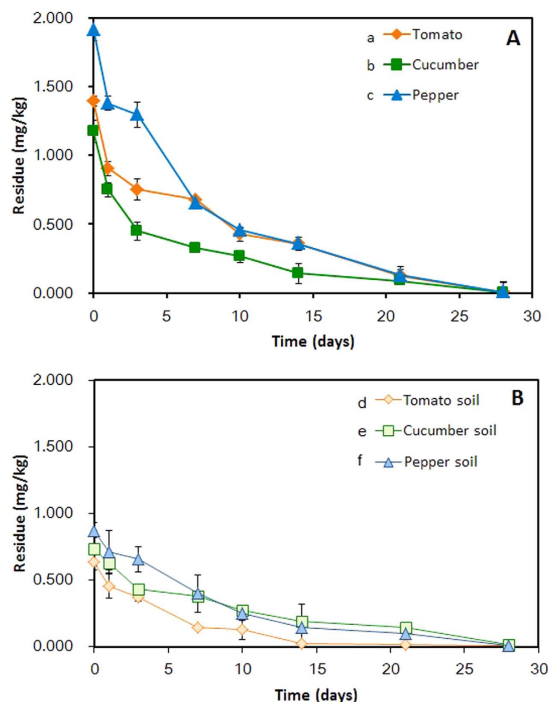 2.000
A
a Tomato
1.500
b Cucumber
c Pepper
Residue (mg/kg)
1.000
0.500
0.000
0 5 10 15 20 25 30
Time (days)
2.000
B
d Tomato soil
1.500
e Cucumber soil
f Pepper soil
Residue (mg/kg)
1.000
0.500
0.000
0 5 10 15 20 25 30
Time (days)